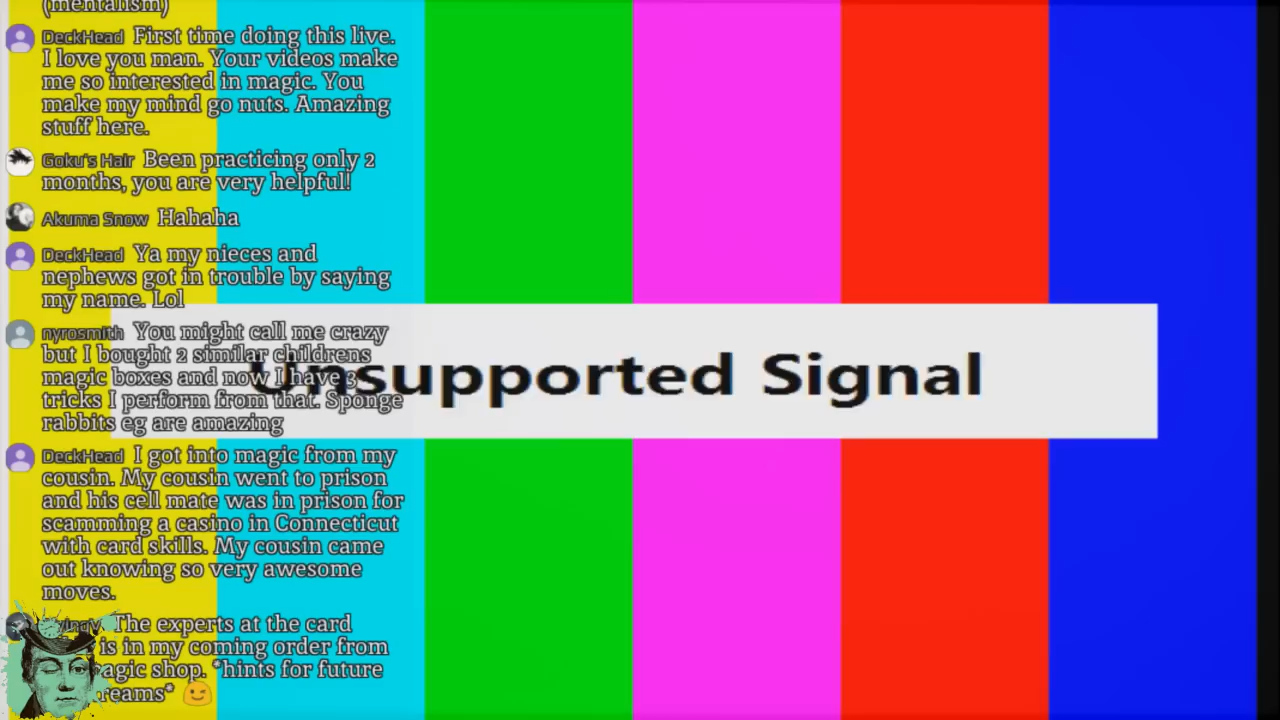 (mentalism)
DeckHead First time doing this live.
I love you man. Your videos make
me so interested in magic. You
make my mind go nuts. Amazing
stuff here.
Goku's Hair Been practicing only 2
months, you are very helpful!
Akuma Snow Hahaha
DeckHead Ya my nieces and
nephews got in trouble by saying
my name. Lol
nyrosmith You might call me crazy
but I bought 2 similar childrens
magic boxes and now I have 3
tricks I perform from that. Sponge
rabbits eg are amazing
Unsupported Signal
DeckHead I got into magic from my
cousin. My cousin went to prison
and his cell mate was in prison for
scamming a casino in Connecticut
with card skills. My cousin came
out knowing so very awesome
moves.
The experts at the card
is in my coming order from
shop. *hints for future
😉